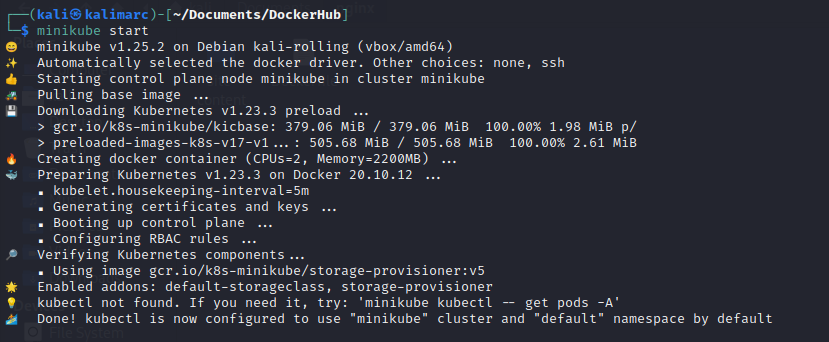 ┌──(kali㉿kalimarc)-[~/Documents/DockerHub]
└─$ minikube start
😄  minikube v1.25.2 on Debian kali-rolling (vbox/amd64)
✨  Automatically selected the docker driver. Other choices: none, ssh
👍  Starting control plane node minikube in cluster minikube
🚜  Pulling base image ...
💾  Downloading Kubernetes v1.23.3 preload ...
    > gcr.io/k8s-minikube/kicbase: 379.06 MiB / 379.06 MiB  100.00% 1.98 MiB p/
    > preloaded-images-k8s-v17-v1...: 505.68 MiB / 505.68 MiB  100.00% 2.61 MiB
🔥  Creating docker container (CPUs=2, Memory=2200MB) ...
🐳  Preparing Kubernetes v1.23.3 on Docker 20.10.12 ...
    ▪ kubelet.housekeeping-interval=5m
    ▪ Generating certificates and keys ...
    ▪ Booting up control plane ...
    ▪ Configuring RBAC rules ...
🔎  Verifying Kubernetes components...
    ▪ Using image gcr.io/k8s-minikube/storage-provisioner:v5
🌟  Enabled addons: default-storageclass, storage-provisioner
💡  kubectl not found. If you need it, try: 'minikube kubectl -- get pods -A'
🏄  Done! kubectl is now configured to use "minikube" cluster and "default" namespace by default
File System